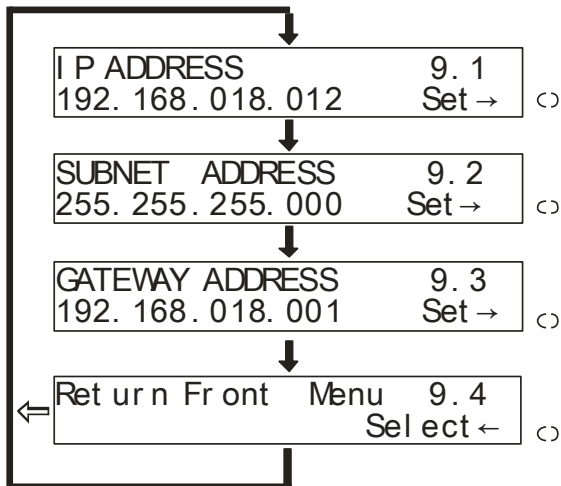 IP ADDRESS 9.1
192.168.018.012 Set→
SUBNET ADDRESS 9.2
255.255.255.000 Set→
GATEWAY ADDRESS 9.3
192.168.018.001 Set→
Return Front Menu 9.4
Select←